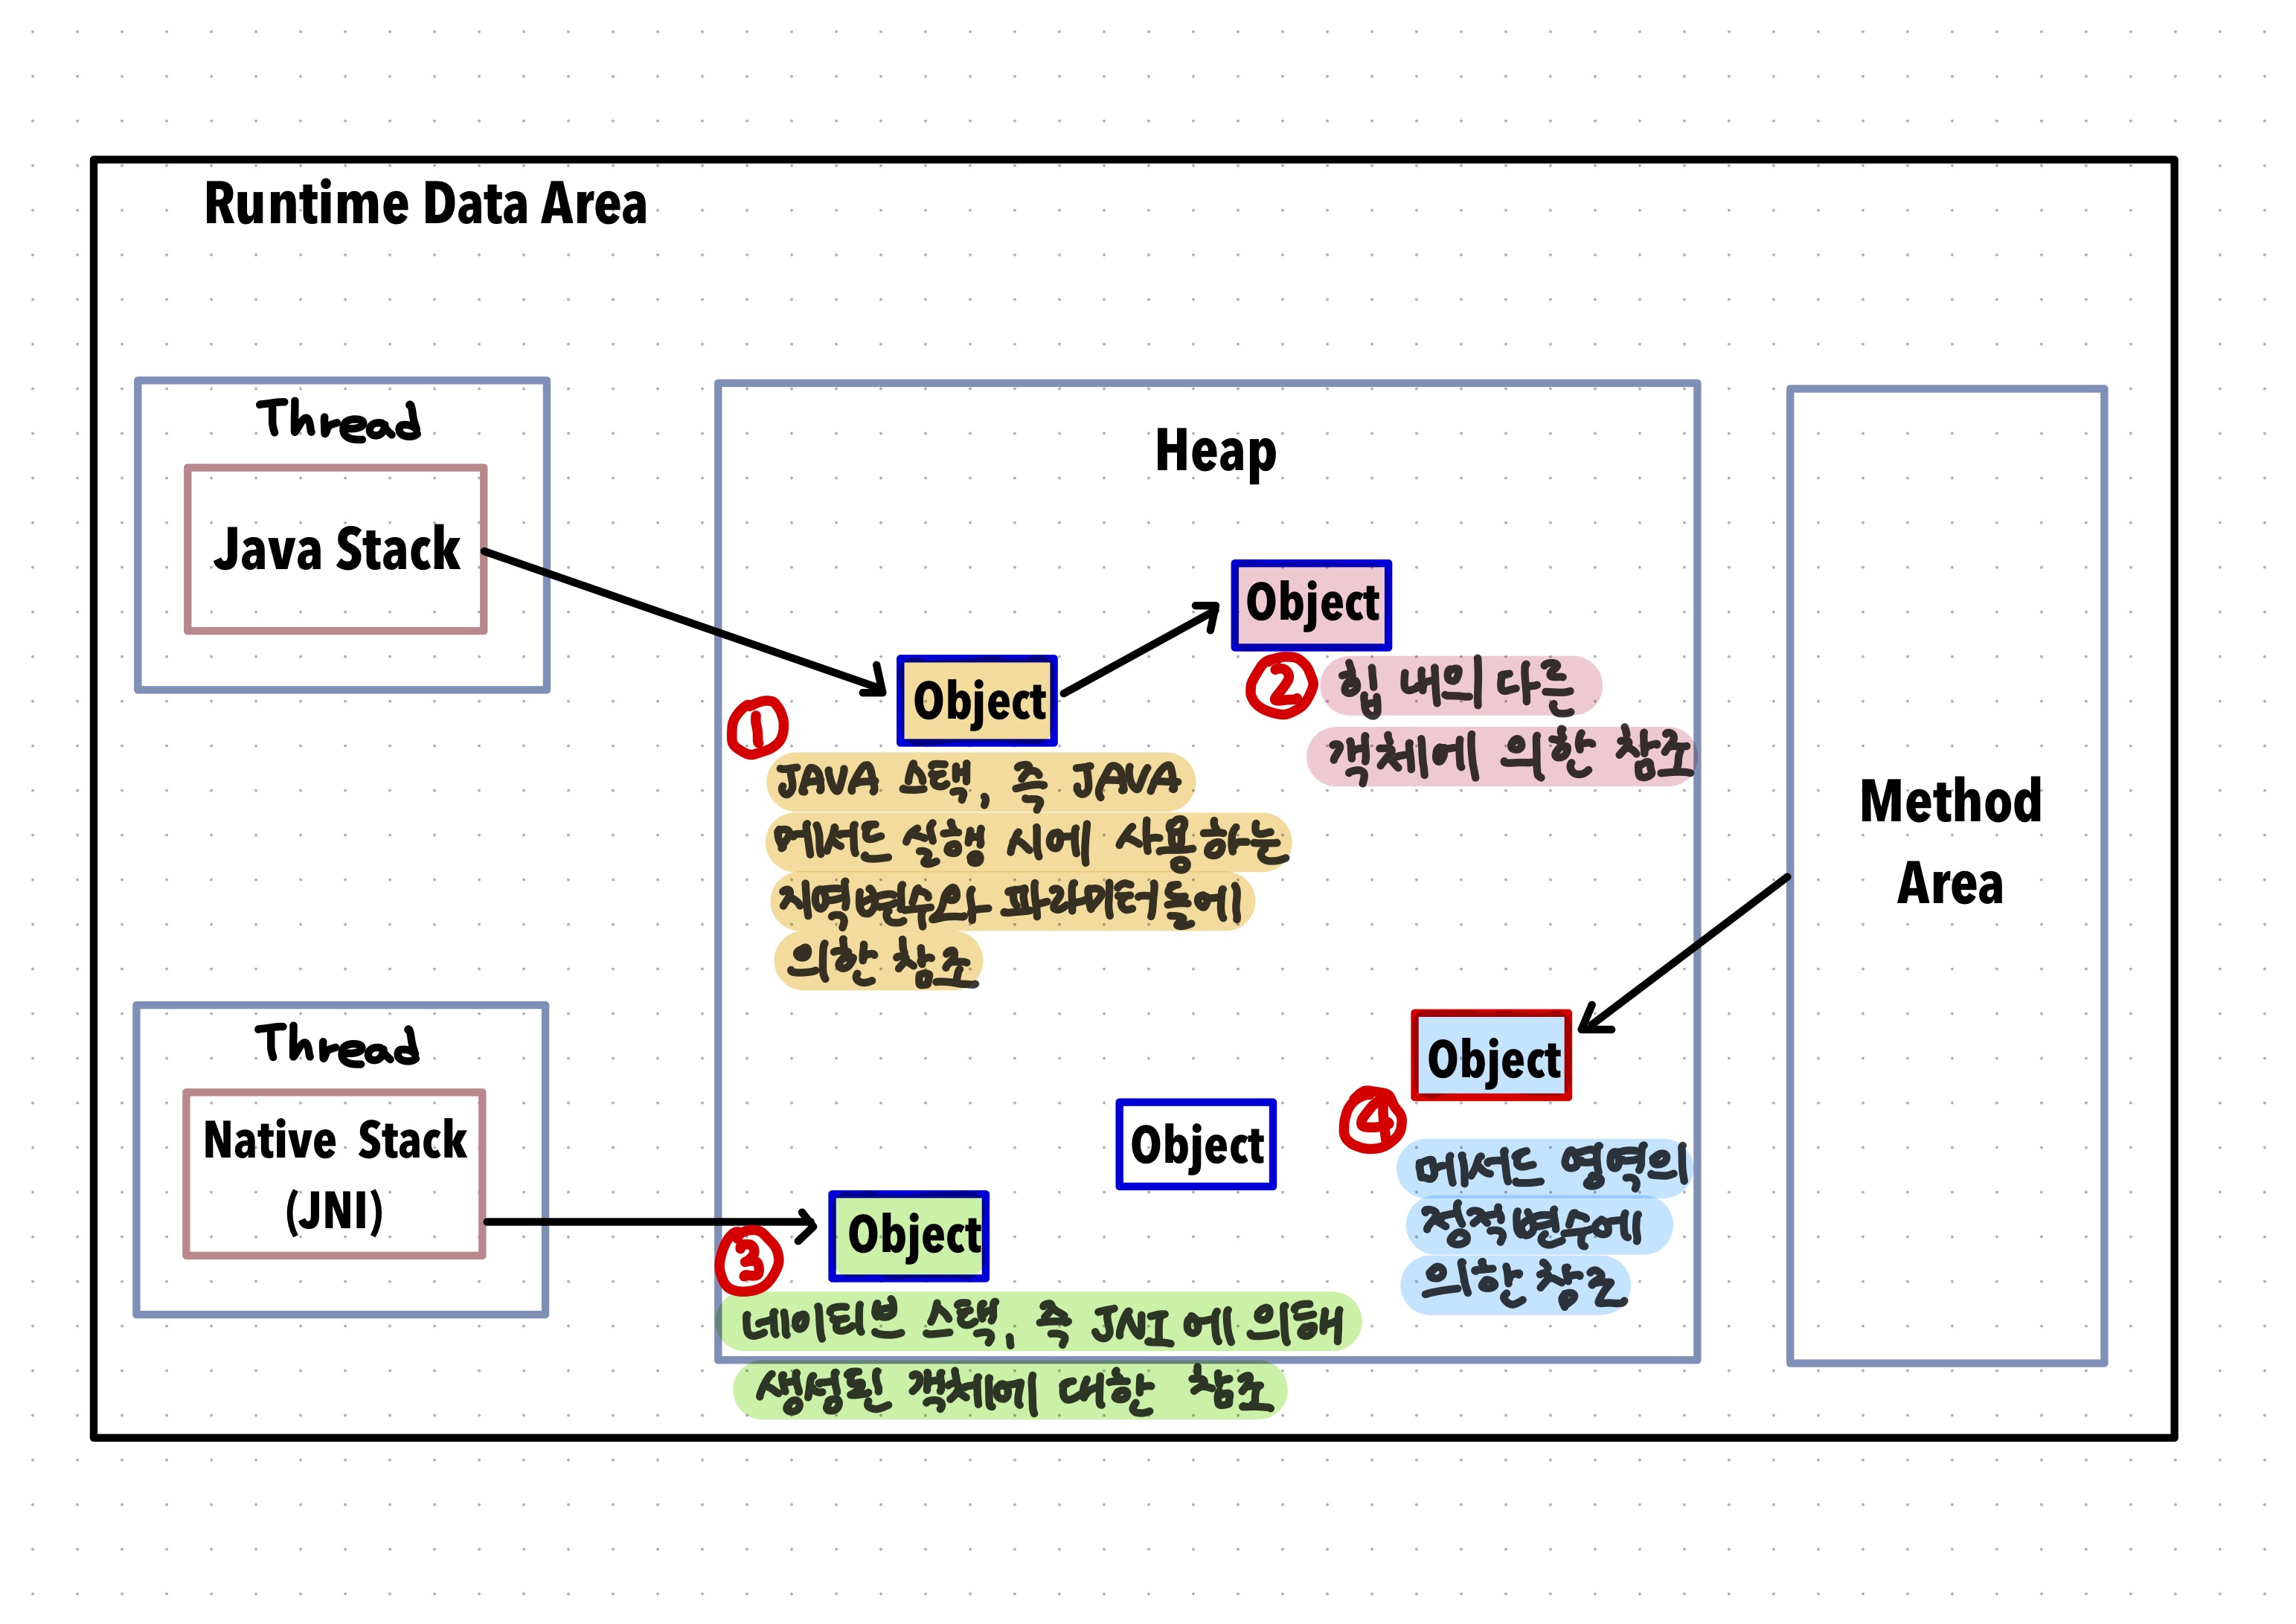 Runtime Data Area
Thread
Java Stack
Heap
Object
②
힙 내의 다른
객체에 의한 참조
Object
①
JAVA 스택, 즉 JAVA
메서드 실행 시에 사용하는
지역변수와 파라미터들에
의한 참조
Method
Area
Thread
Native Stack
(JNI)
Object
③
네이티브 스택, 즉 JNI에 의해
생성된 객체에 대한 참조
Object
Object
④
메서드 영역의
정적변수에
의한 참조